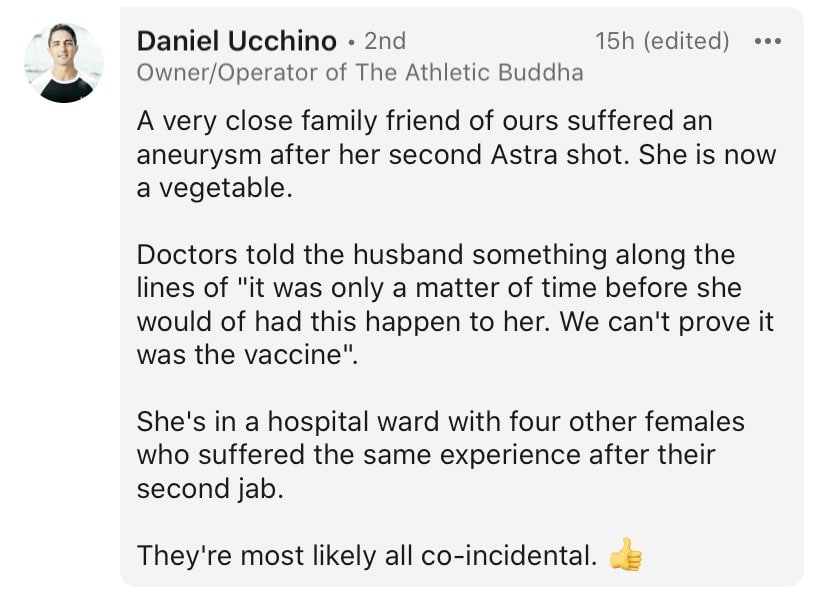 Daniel Ucchino • 2nd 15h (edited) •••
Owner/Operator of The Athletic Buddha
A very close family friend of ours suffered an
aneurysm after her second Astra shot. She is now
a vegetable.
Doctors told the husband something along the
lines of "it was only a matter of time before she
would of had this happen to her. We can't prove it
was the vaccine".
She's in a hospital ward with four other females
who suffered the same experience after their
second jab.
They're most likely all co-incidental. 👍